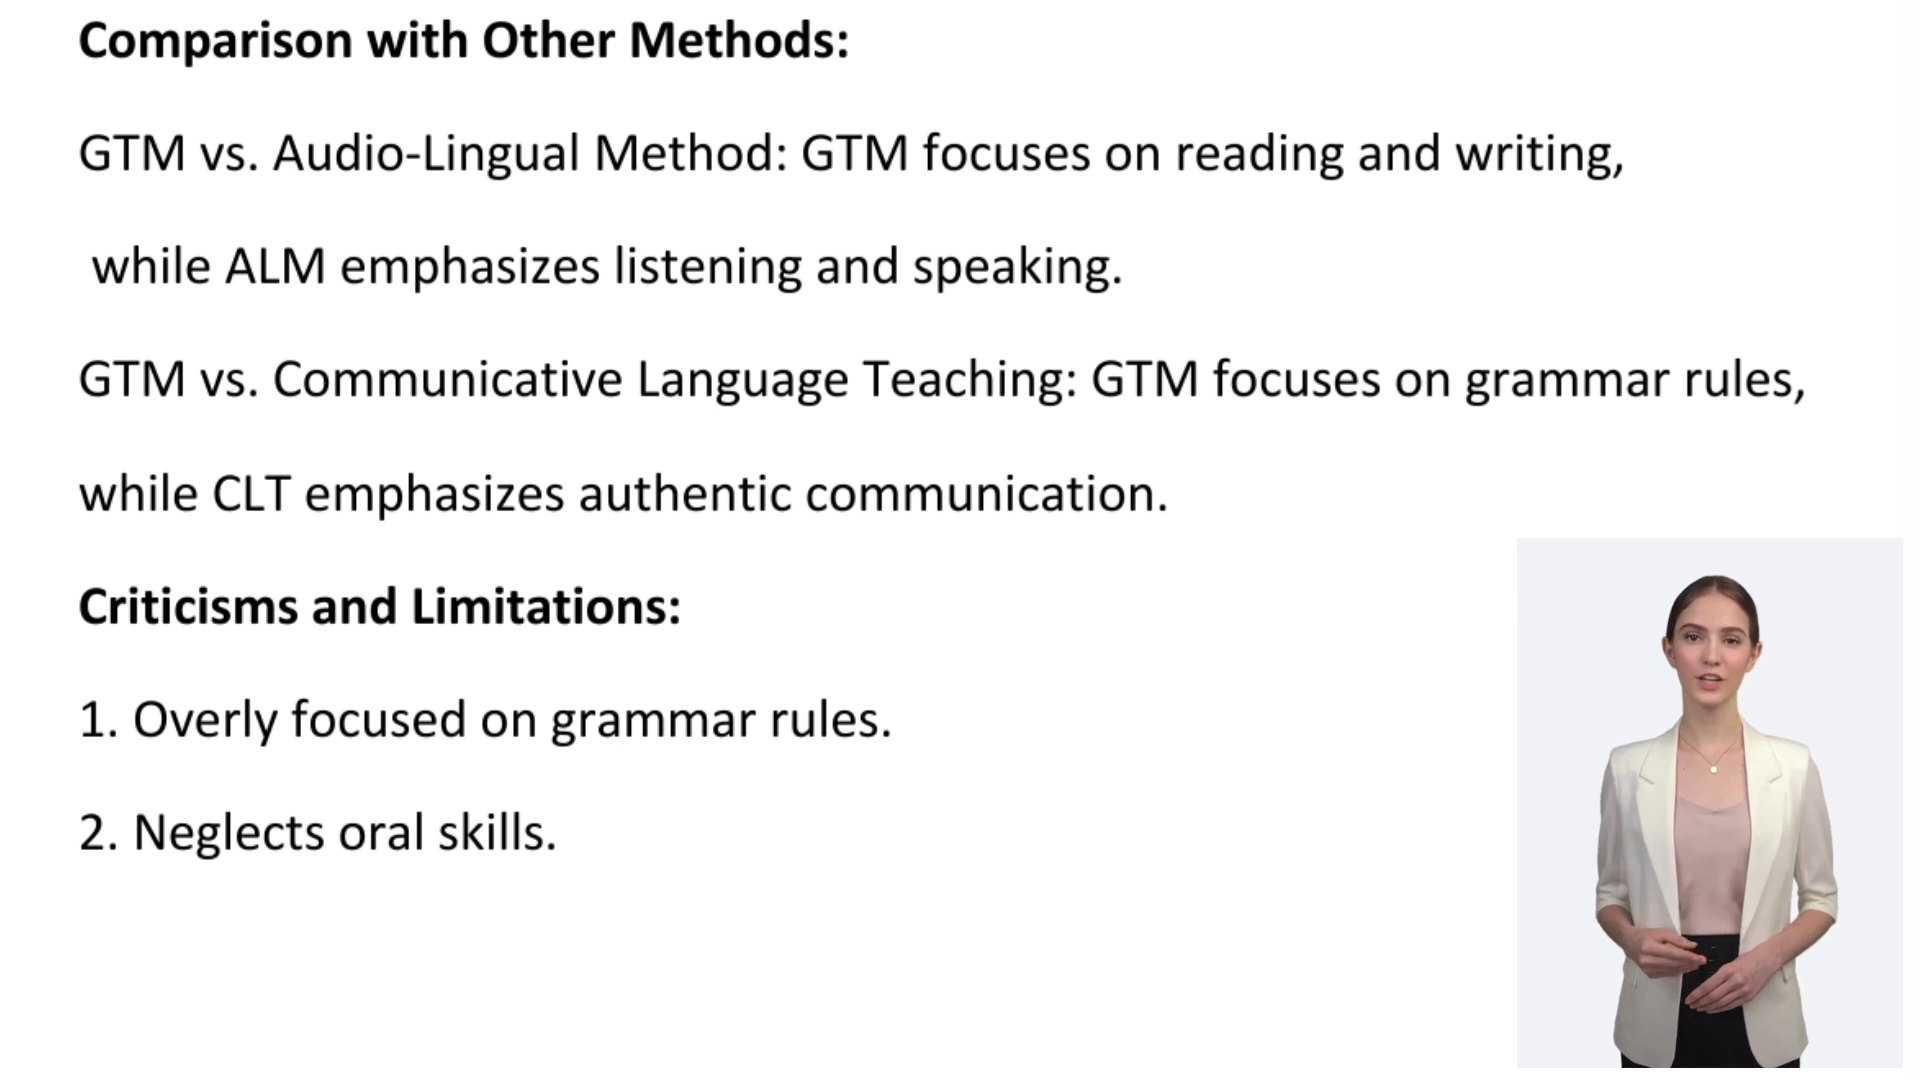 Comparison with Other Methods:
GTM vs. Audio-Lingual Method: GTM focuses on reading and writing,
while ALM emphasizes listening and speaking.
GTM vs. Communicative Language Teaching: GTM focuses on grammar rules,
while CLT emphasizes authentic communication.
Criticisms and Limitations:
1. Overly focused on grammar rules.
2. Neglects oral skills.